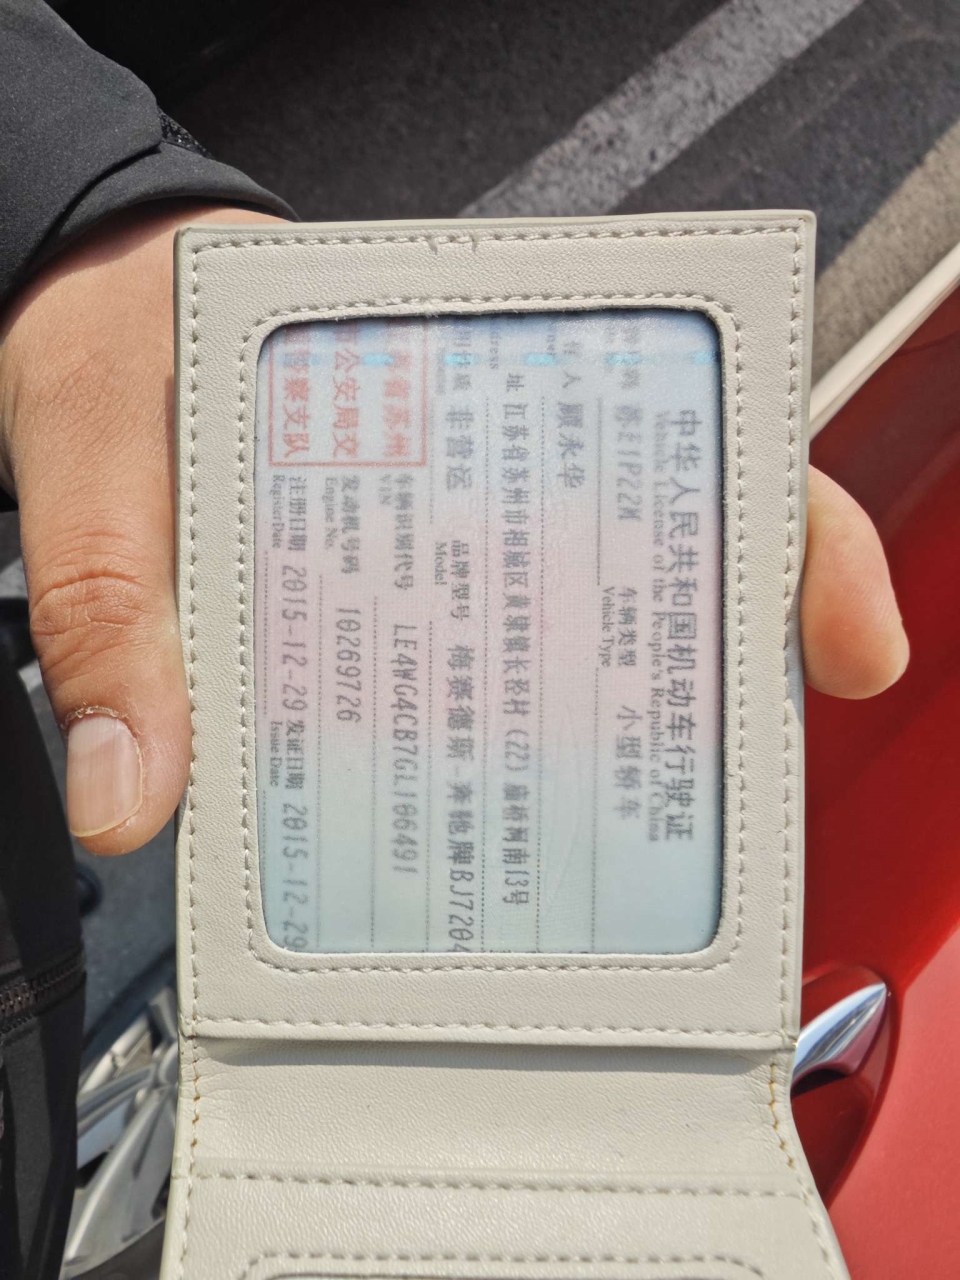 中华人民共和国机动车行驶证
Vehicle License of the People's Republic of China
号牌号码 苏E1P22M 车辆类型 小型轿车
Vehicle Type
人 顾永华
址 江苏省苏州市相城区黄埭镇长泾村(22)庙桥河南13号
非营运 品牌型号 梅赛德斯-奔驰牌BJ7204
Model
省苏州 车辆识别代号 LE4WG4CB7GL106491
VIN
公安局交 发动机号码 10269726
Engine No.
警察支队 注册日期 2015-12-29 发证日期 2015-12-29
Register Date Issue Date